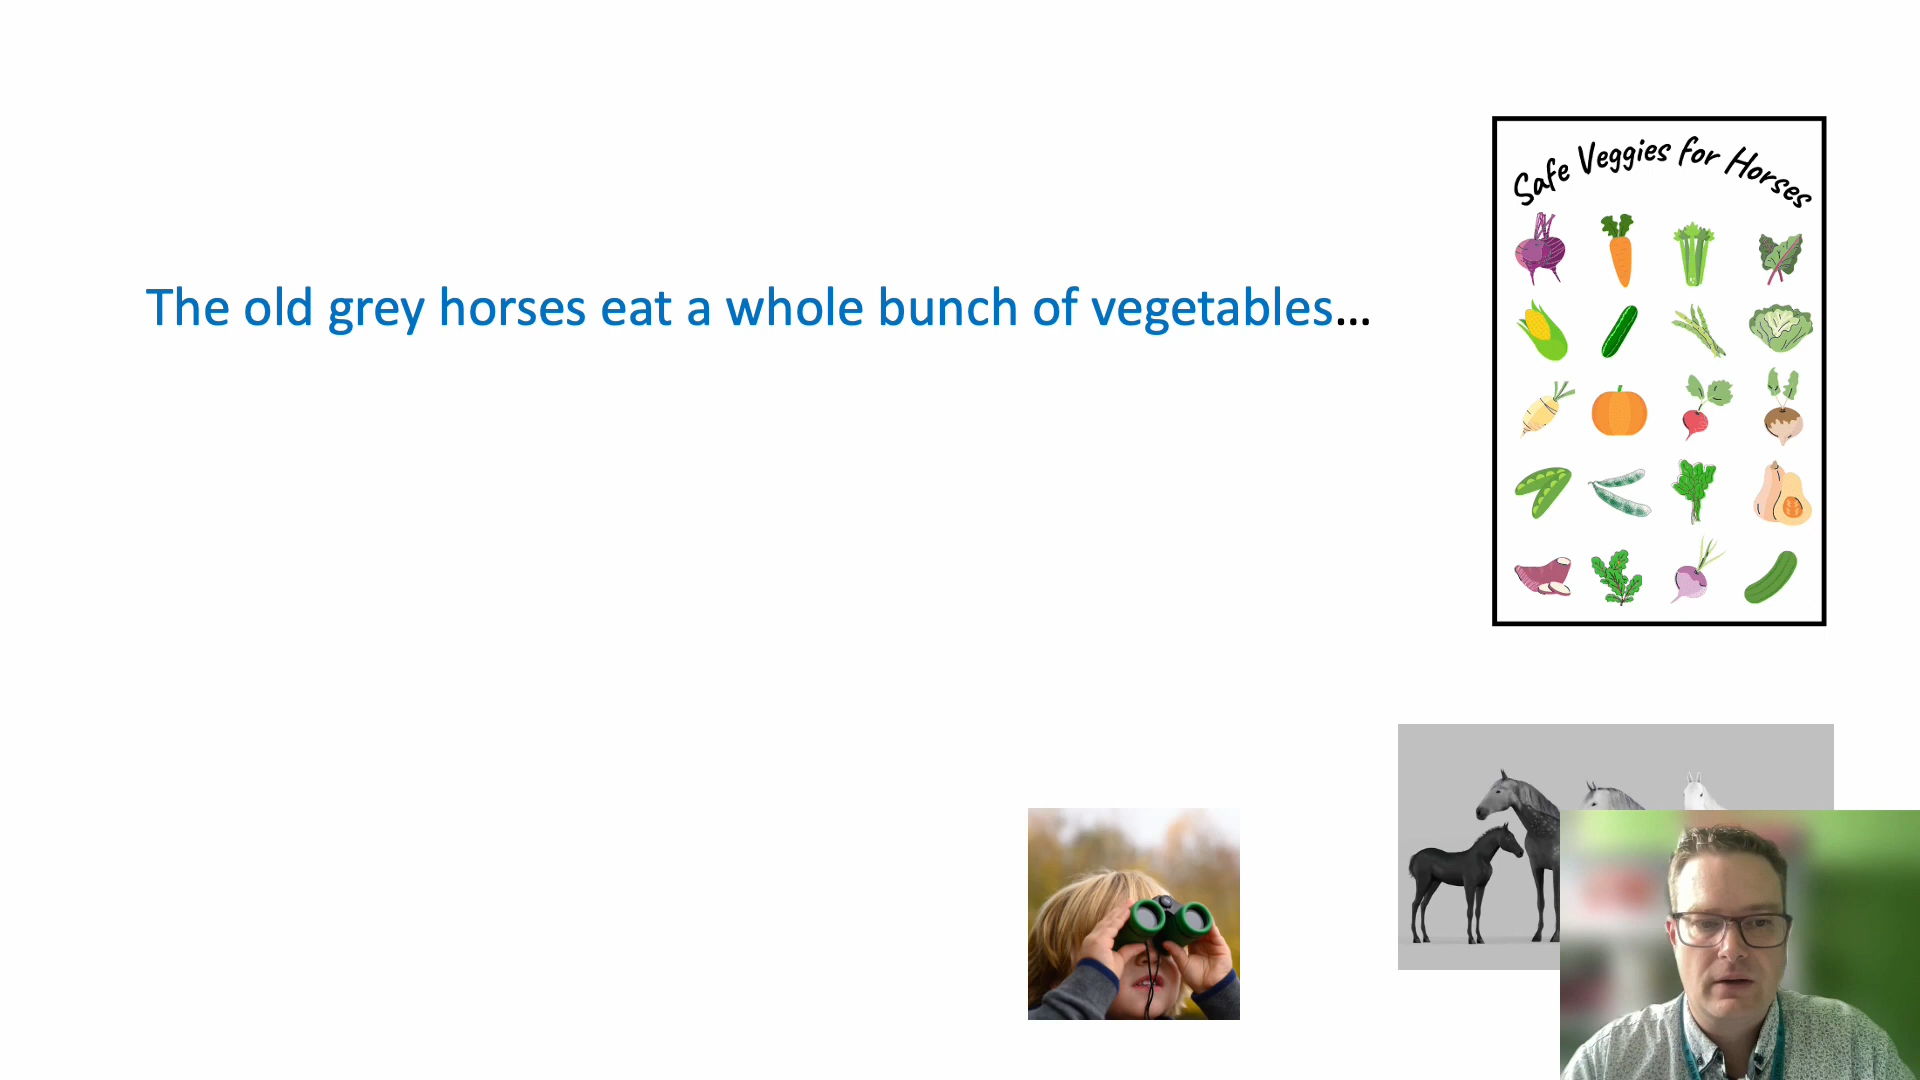 Safe Veggies for Horses
The old grey horses eat a whole bunch of vegetables...